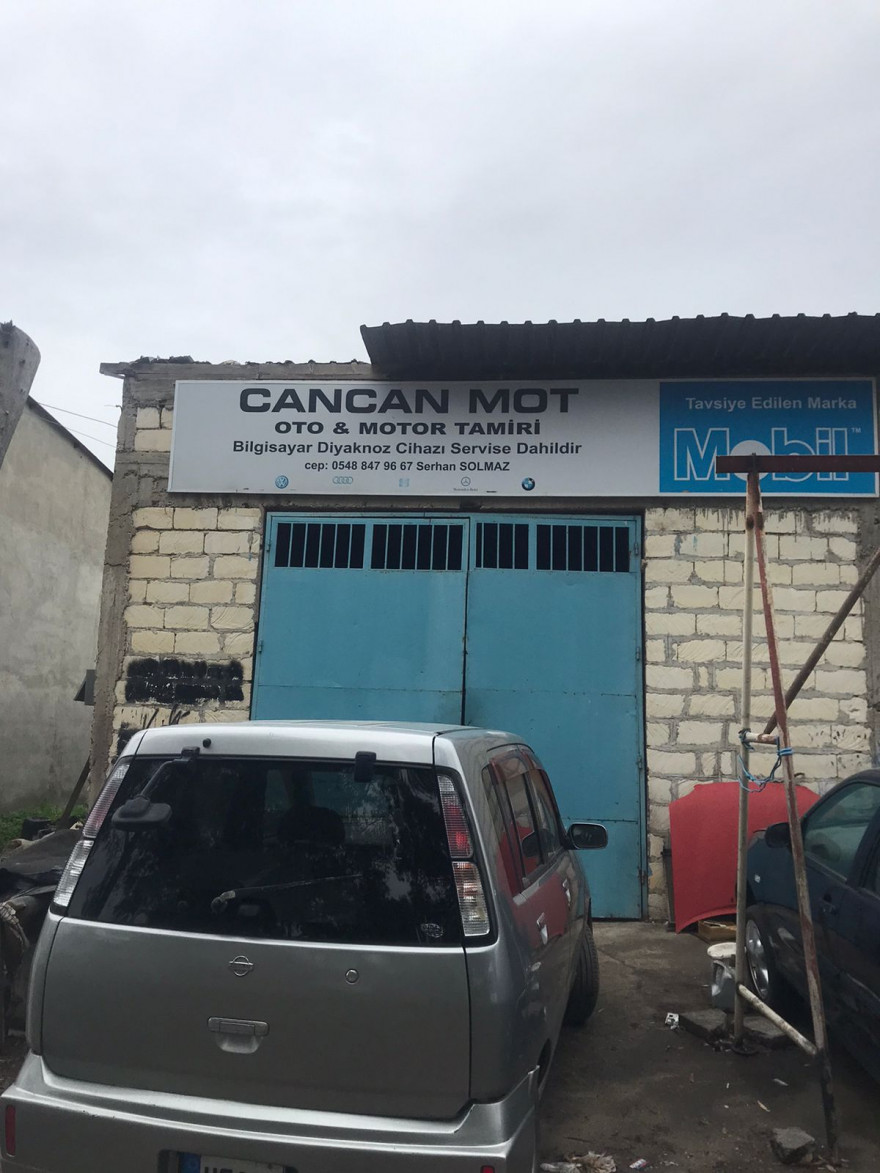 CANCAN MOT
OTO & MOTOR TAMİRİ
Bilgisayar Diyaknoz Cihazı Servise Dahildir
cep: 0548 847 96 67 Serhan SOLMAZ
Tavsiye Edilen Marka
Mobil™